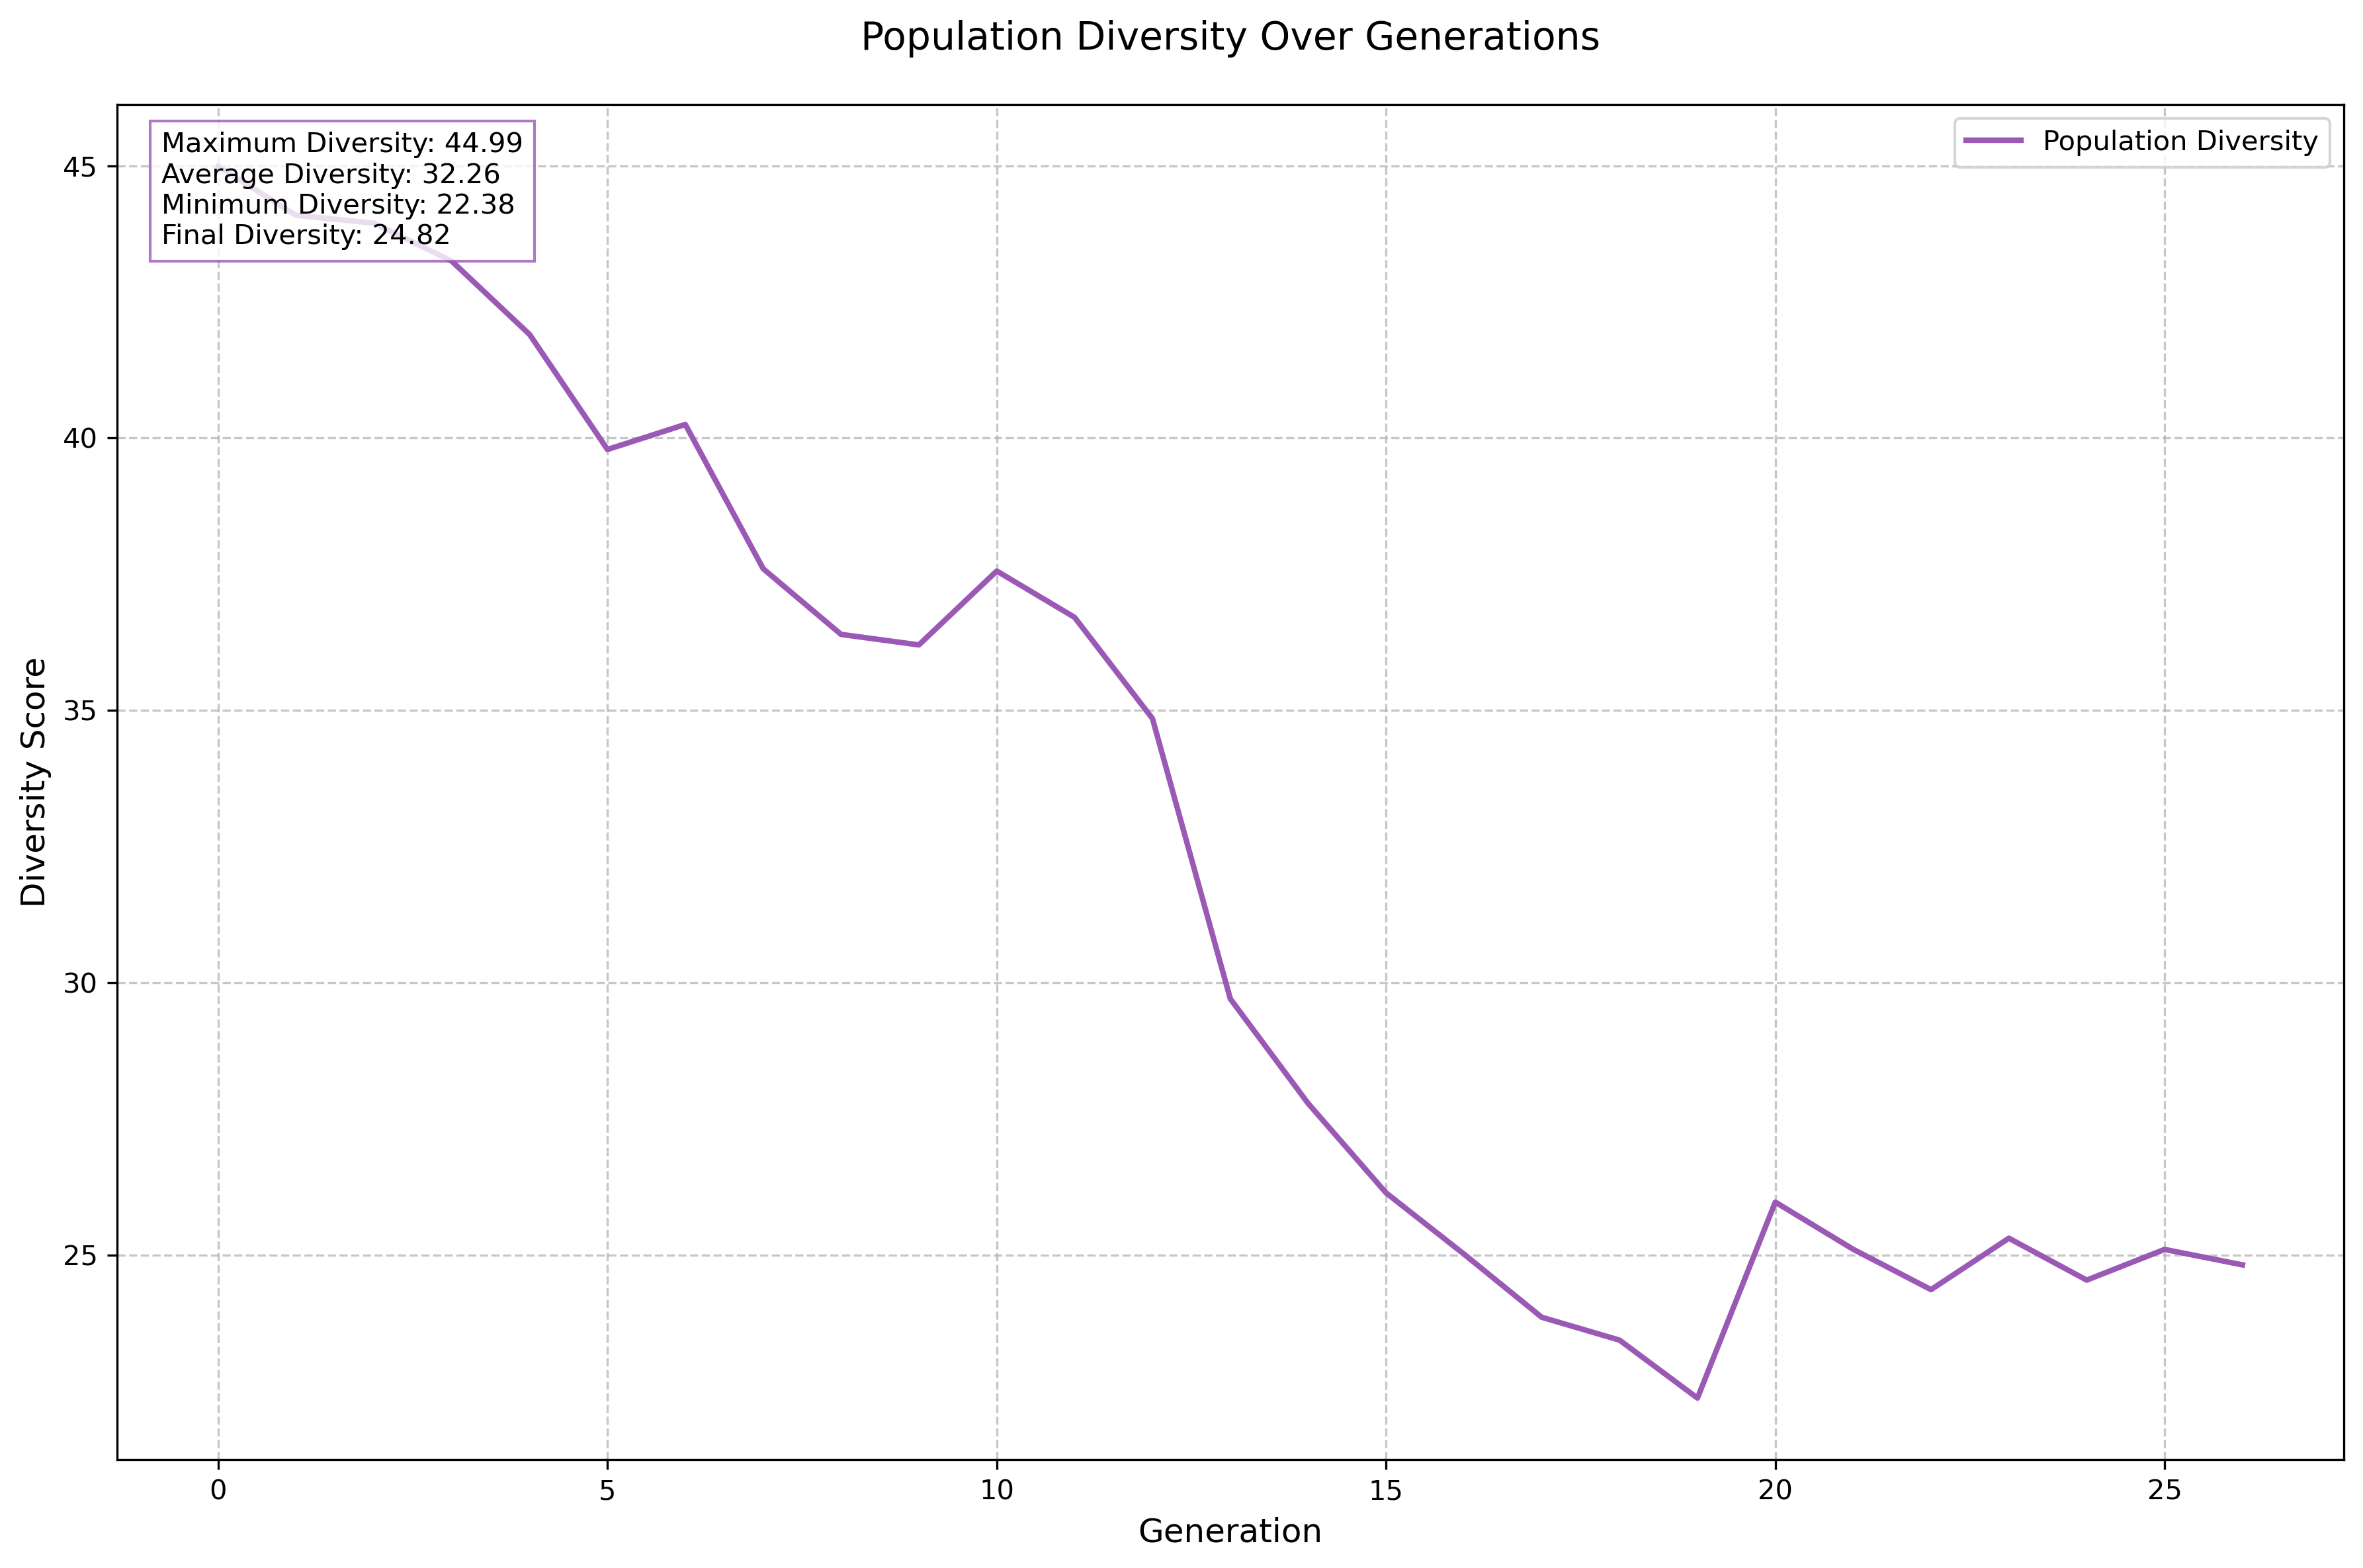 Population Diversity Over Generations
Maximum Diversity: 44.99
Average Diversity: 32.26
Minimum Diversity: 22.38
Final Diversity: 24.82
Population Diversity
45
40
35
30
25
Diversity Score
0 5 10 15 20 25
Generation